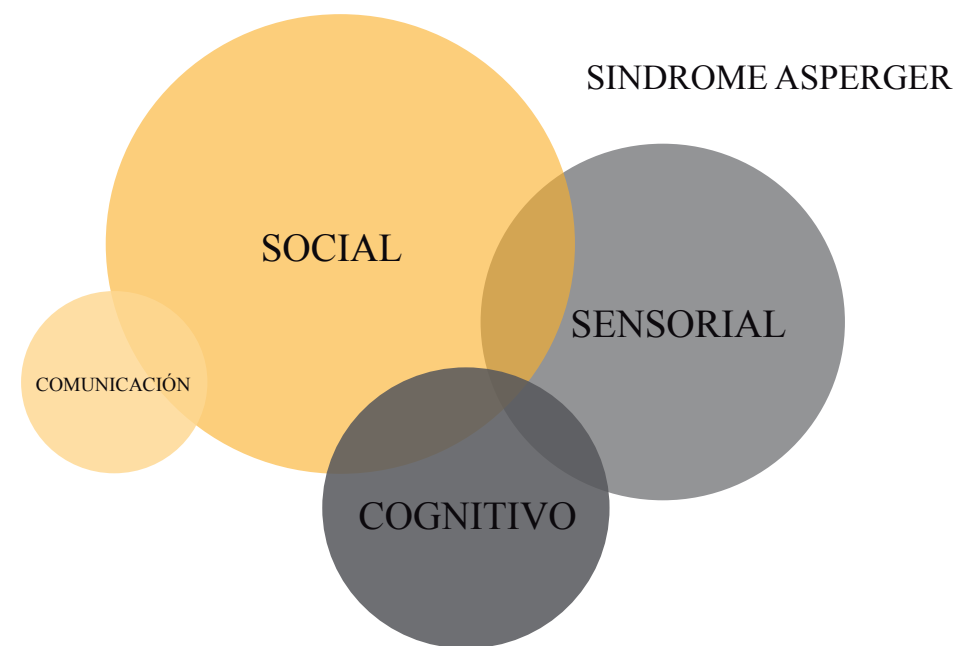 SINDROME ASPERGER
SOCIAL
SENSORIAL
COMUNICACIÓN
COGNITIVO